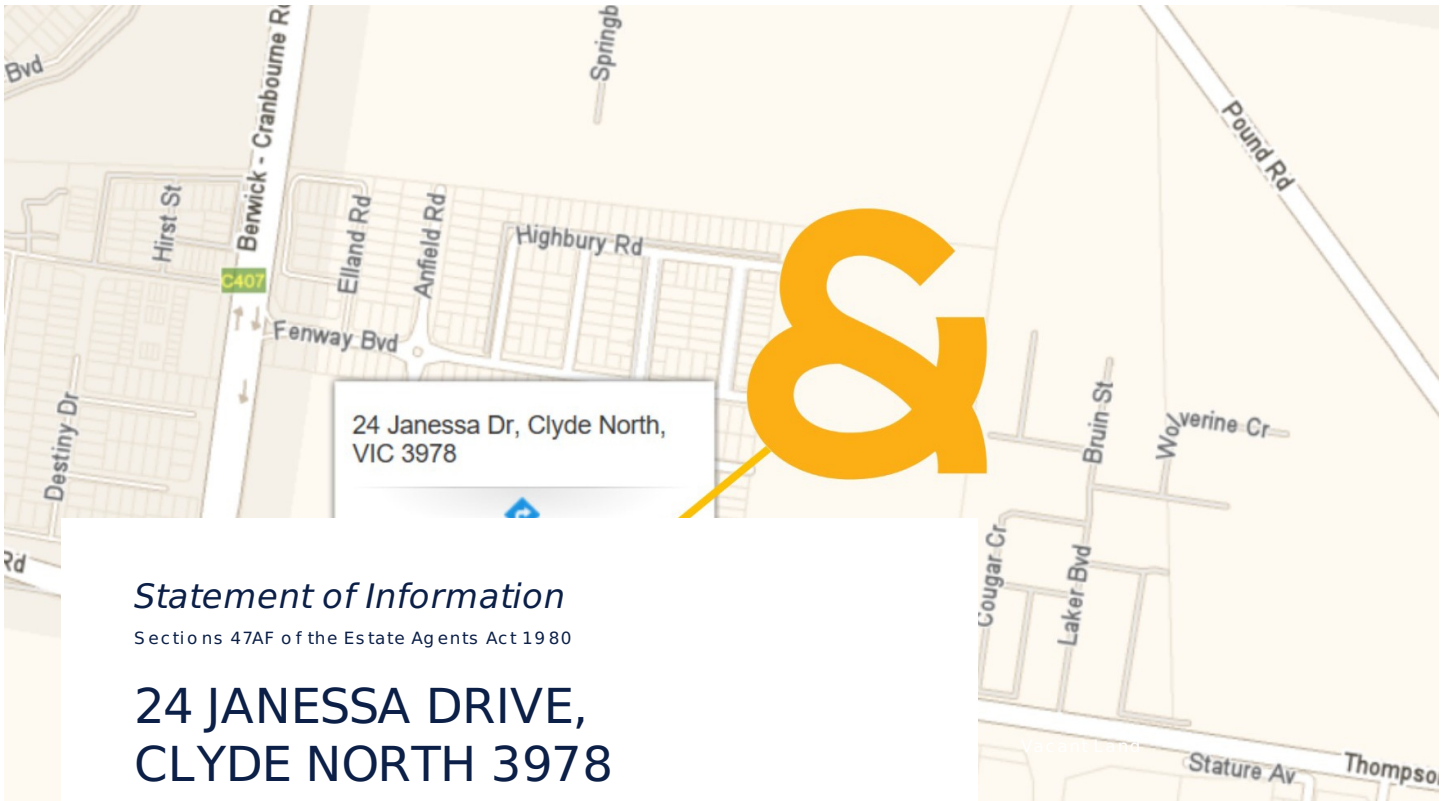 Bvd
Berwick - Cranbourne Rd
Springb
Pound Rd
Hirst St
Elland Rd
Anfield Rd
Highbury Rd
C407
Fenway Bvd
&
24 Janessa Dr, Clyde North,
VIC 3978
Destiny Dr
Bruin St
Wolverine Cr
Rd
Cougar Cr
Laker Bvd
Statement of Information
Sections 47AF of the Estate Agents Act 1980
24 JANESSA DRIVE,
CLYDE NORTH 3978
Vacant Land
Stature Av
Thompso